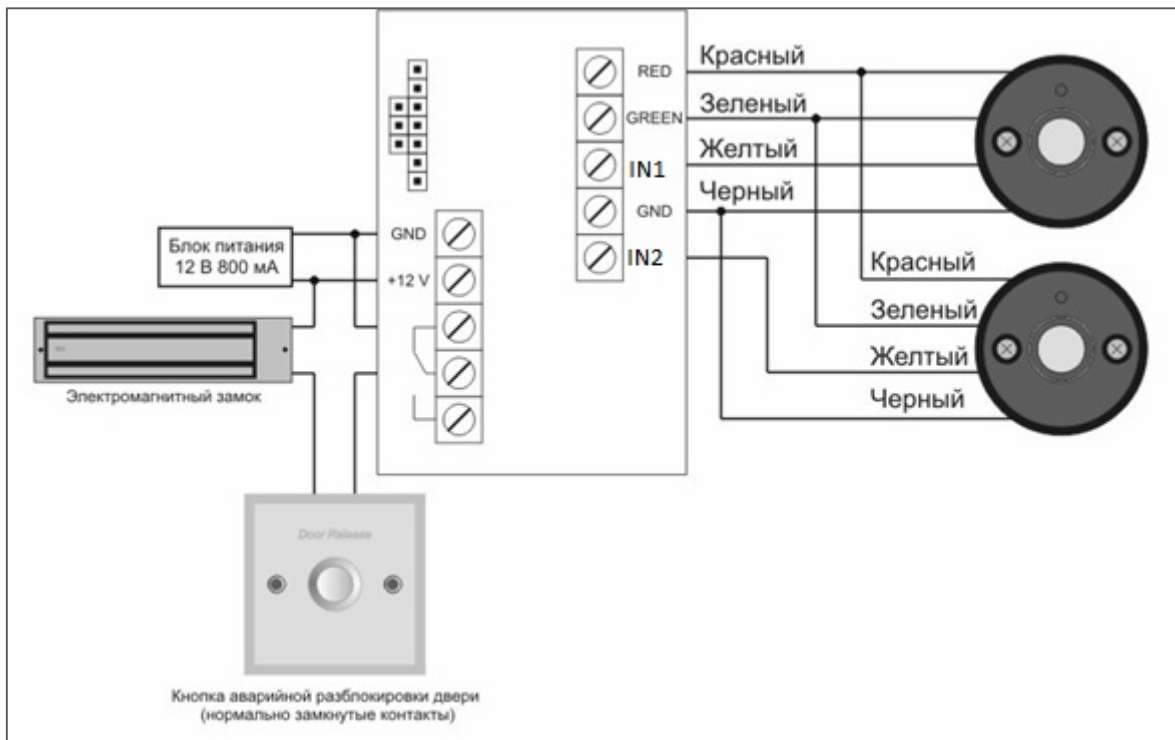 Красный
RED
Зеленый
GREEN
Желтый
IN1
Черный
GND
IN2
GND
+12 V
Блок питания
12 В 800 мА
Электромагнитный замок
Красный
Зеленый
Желтый
Черный
Door Release
Кнопка аварийной разблокировки двери
(нормально замкнутые контакты)